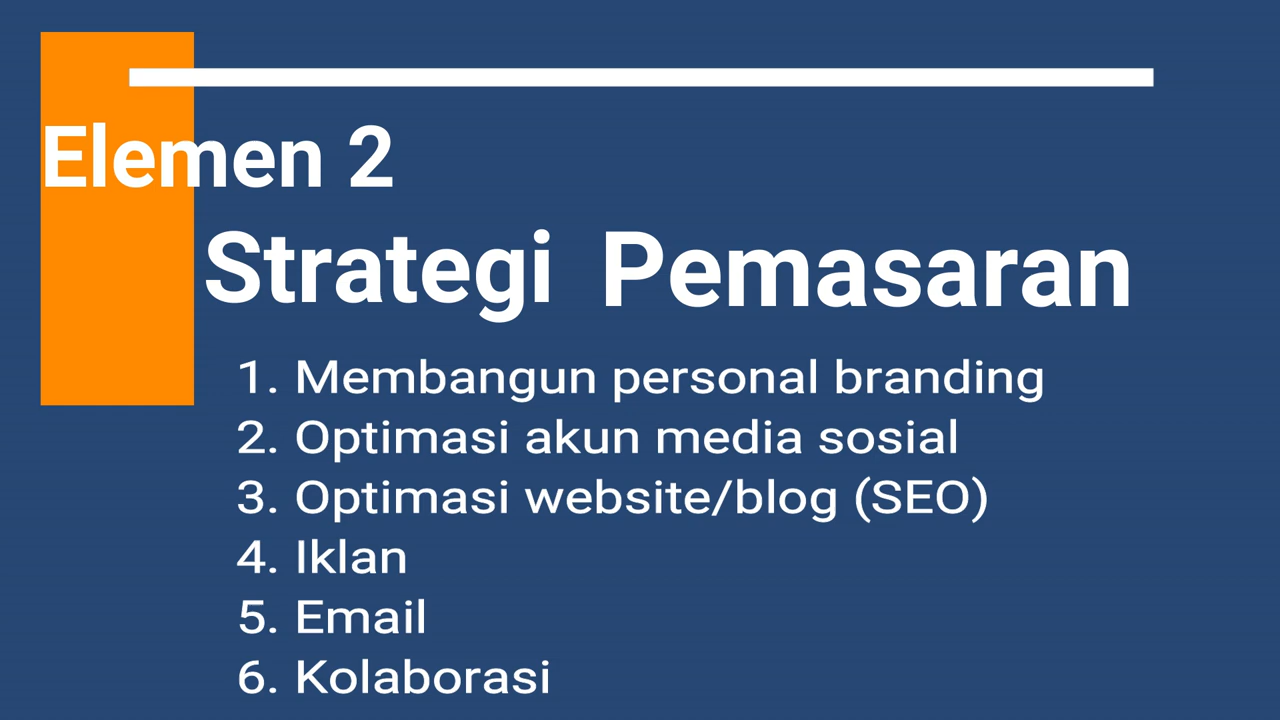 Elemen 2
Strategi Pemasaran
1. Membangun personal branding
2. Optimasi akun media sosial
3. Optimasi website/blog (SEO)
4. Iklan
5. Email
6. Kolaborasi